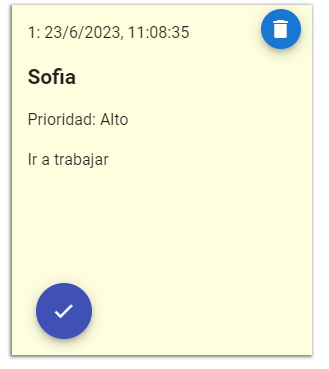 1: 23/6/2023, 11:08:35
Sofia
Prioridad: Alto
Ir a trabajar